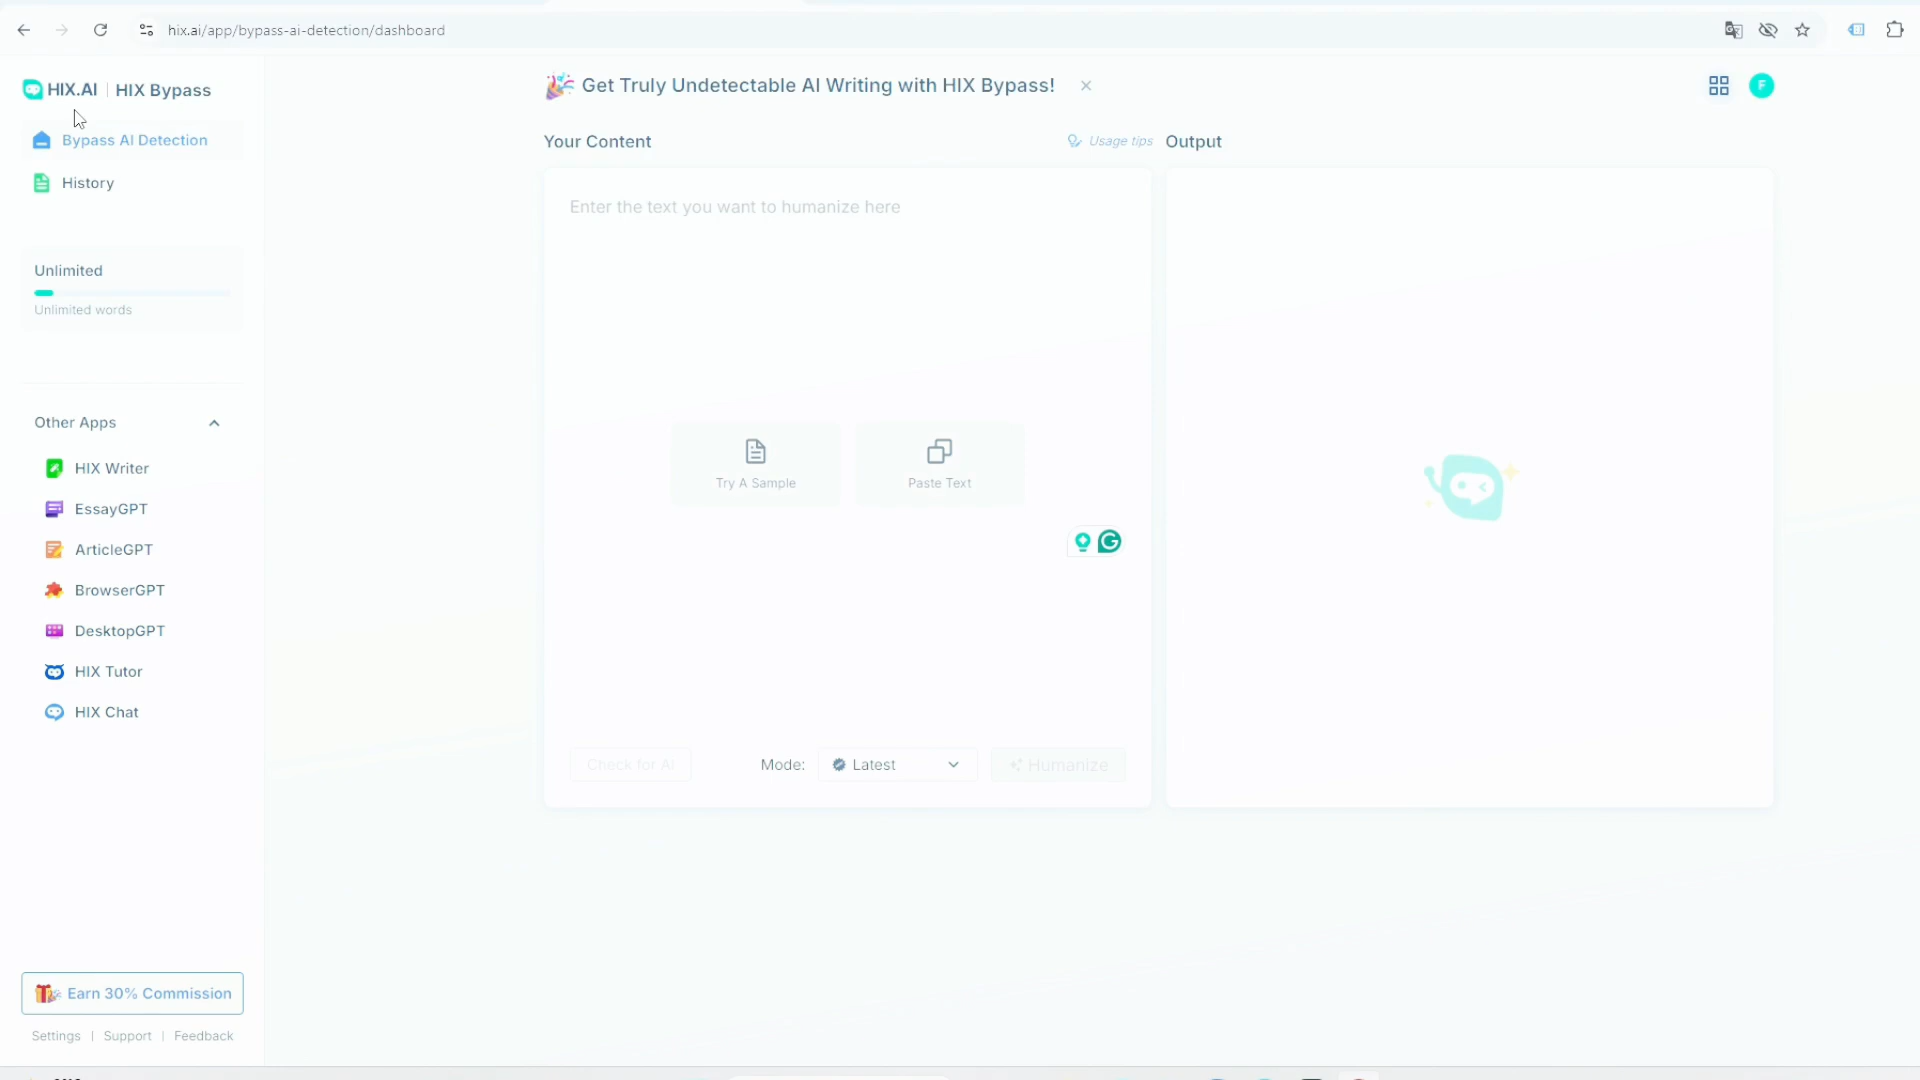 hix.ai/app/bypass-ai-detection/dashboard
HIX.AI | HIX Bypass
Bypass AI Detection
History
Unlimited
Unlimited words
Other Apps
HIX Writer
EssayGPT
ArticleGPT
BrowserGPT
DesktopGPT
HIX Tutor
HIX Chat
Earn 30% Commission
Settings | Support | Feedback
Get Truly Undetectable AI Writing with HIX Bypass!
F
Your Content
Usage tips
Output
Enter the text you want to humanize here
Try A Sample
Paste Text
Check for AI
Mode:
Latest
Humanize